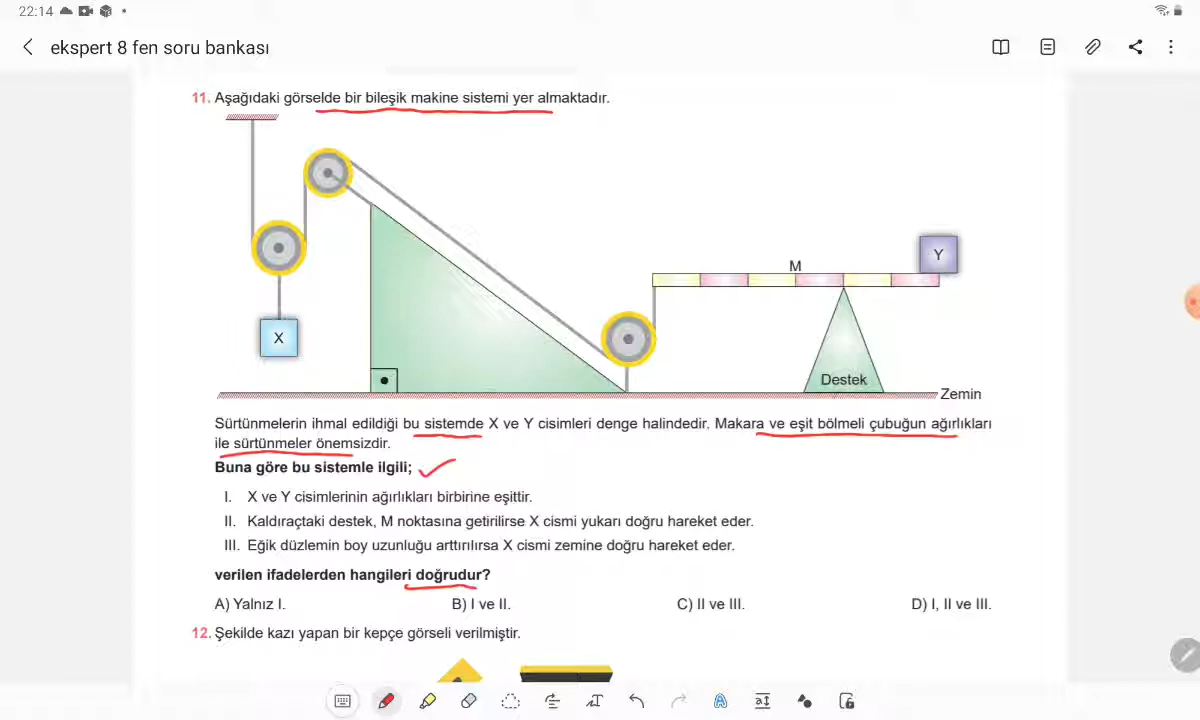 22:14
ekspert 8 fen soru bankası
11. Aşağıdaki görselde bir bileşik makine sistemi yer almaktadır.
M
Y
X
Destek
Zemin
Sürtünmelerin ihmal edildiği bu sistemde X ve Y cisimleri denge halindedir. Makara ve eşit bölmeli çubuğun ağırlıkları
ile sürtünmeler önemsizdir.
Buna göre bu sistemle ilgili;
I. X ve Y cisimlerinin ağırlıkları birbirine eşittir.
II. Kaldıraçtaki destek, M noktasına getirilirse X cismi yukarı doğru hareket eder.
III. Eğik düzlemin boy uzunluğu arttırılırsa X cismi zemine doğru hareket eder.
verilen ifadelerden hangileri doğrudur?
A) Yalnız I. B) I ve II. C) II ve III. D) I, II ve III.
12. Şekilde kazı yapan bir kepçe görseli verilmiştir.